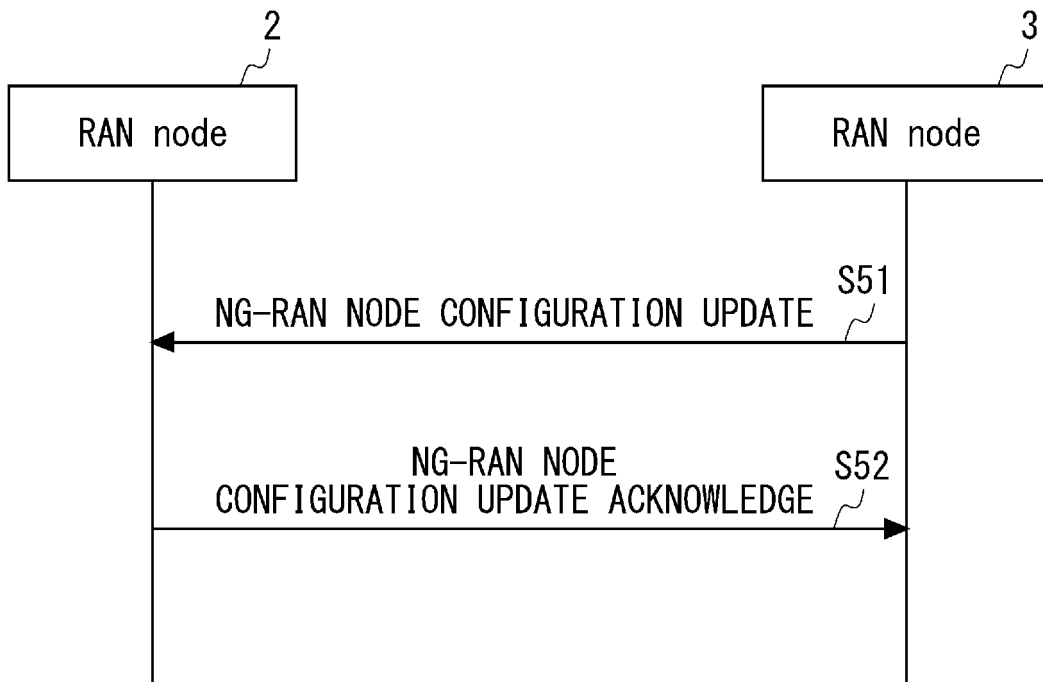 2
3
RAN node
RAN node
S51
NG-RAN NODE CONFIGURATION UPDATE
NG-RAN NODE
S52
CONFIGURATION UPDATE ACKNOWLEDGE